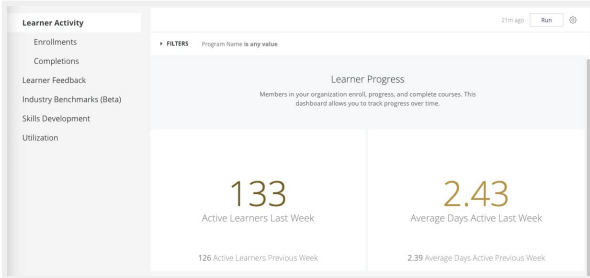 Learner Activity
Enrollments
Completions
Learner Feedback
Industry Benchmarks (Beta)
Skills Development
Utilization
21m ago Run
FILTERS Program Name is any value
Learner Progress
Members in your organization enroll, progress, and complete courses. This
dashboard allows you to track progress over time.
133
Active Learners Last Week
126 Active Learners Previous Week
2.43
Average Days Active Last Week
2.39 Average Days Active Previous Week